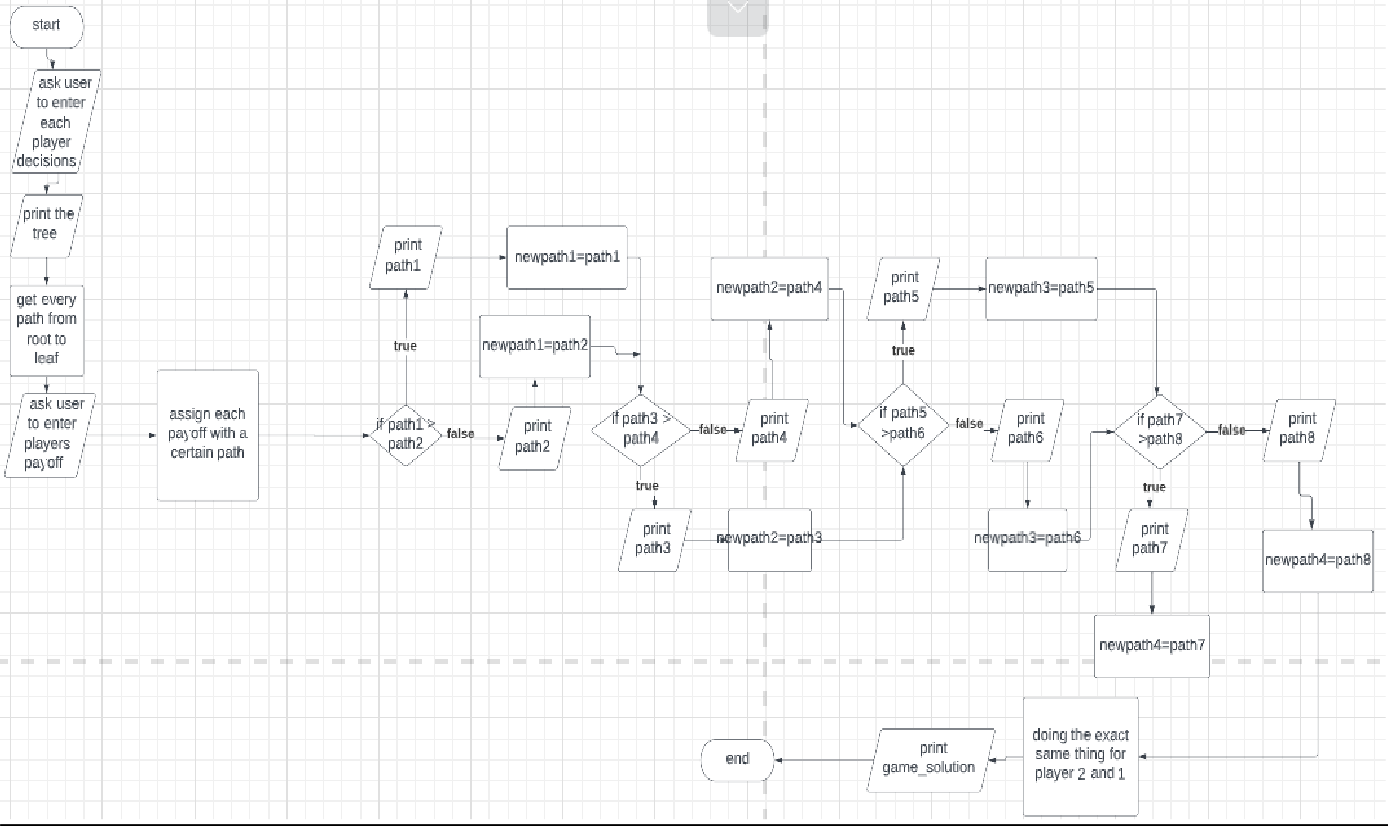 start
ask user
to enter
each
player
decisions
print the
tree
get every
path from
root to
leaf
ask user
to enter
players
payoff
assign each
payoff with a
certain path
if path1 >
path2
true
false
print
path1
newpath1=path1
newpath1=path2
print
path2
if path3 >
path4
true
false
print
path3
newpath2=path3
print
path4
newpath2=path4
if path5
>path6
true
false
print
path5
newpath3=path5
print
path6
newpath3=path6
if path7
>path8
true
false
print
path7
newpath4=path7
print
path8
newpath4=path8
doing the exact
same thing for
player 2 and 1
print
game_solution
end